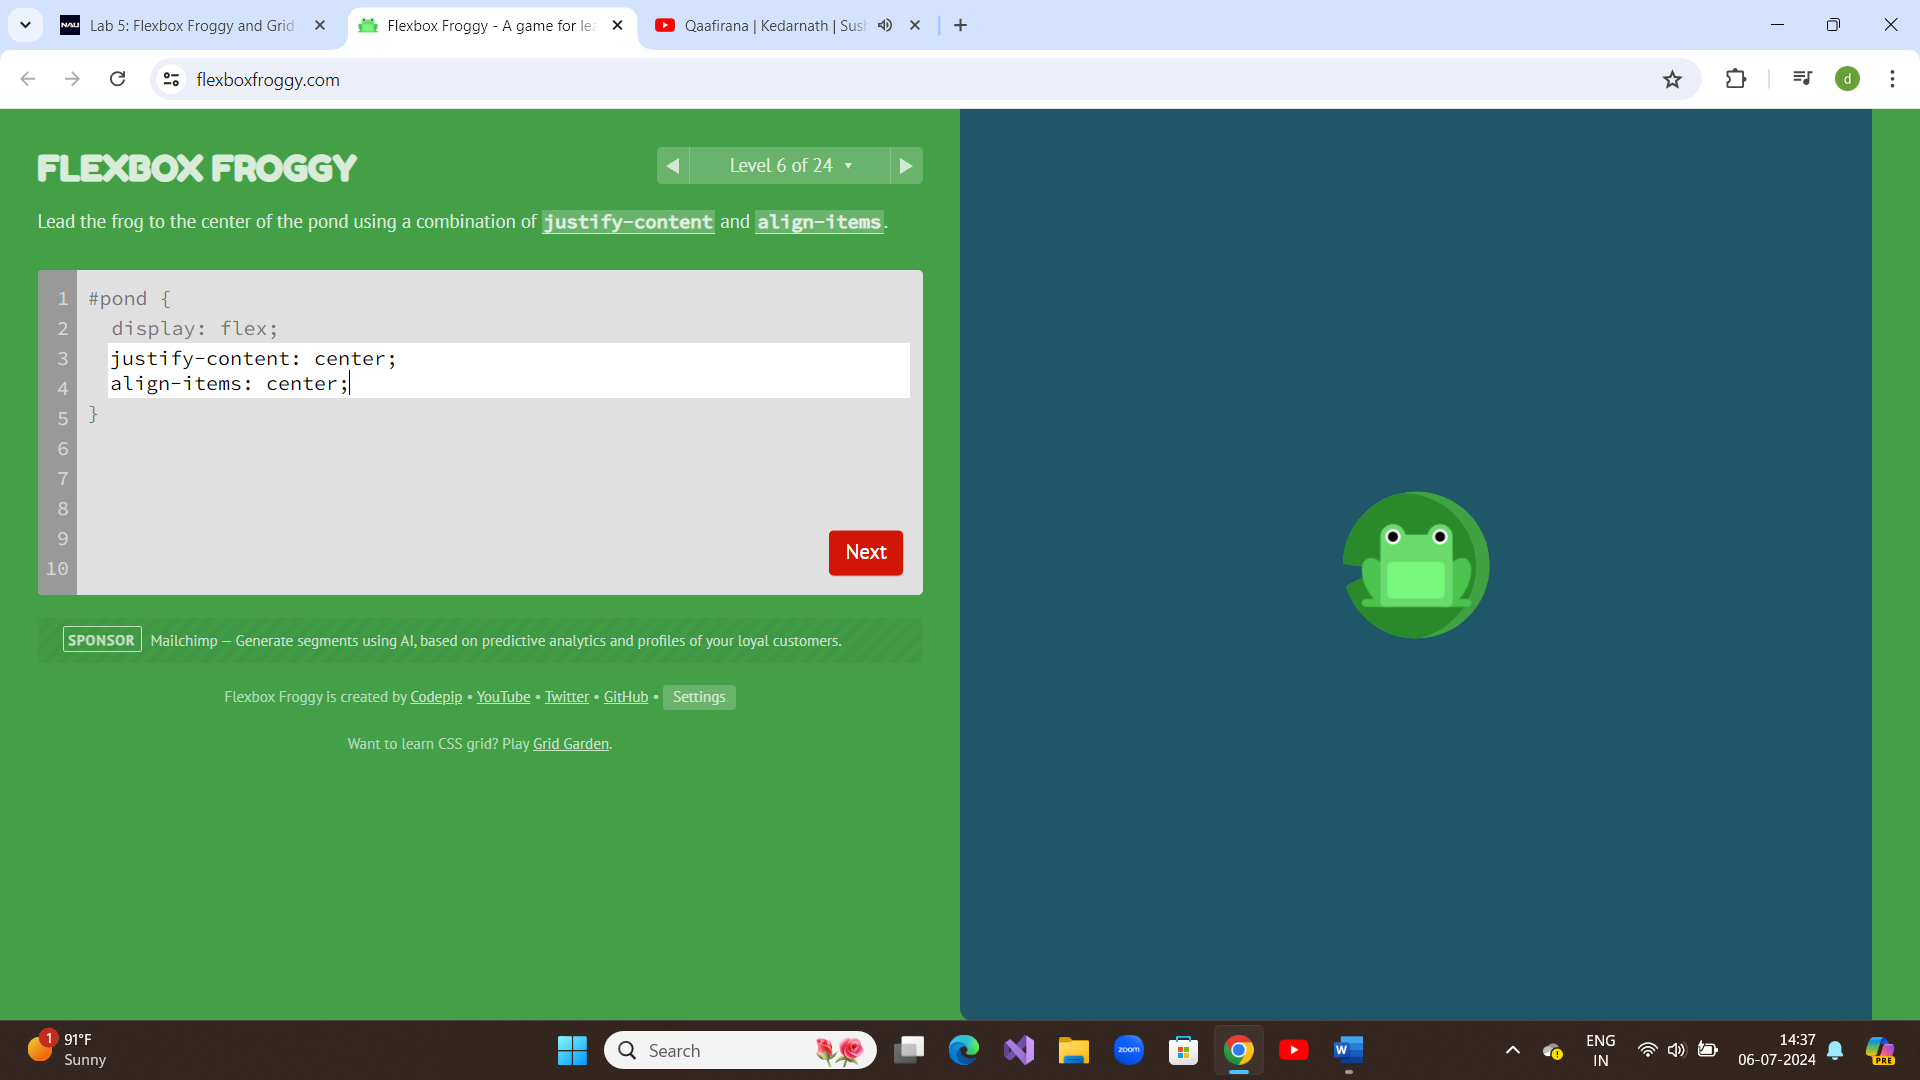 Lab 5: Flexbox Froggy and Grid
Flexbox Froggy - A game for lea
Qaafirana | Kedarnath | Sush
flexboxfroggy.com
d
FLEXBOX FROGGY
Level 6 of 24
Lead the frog to the center of the pond using a combination of justify-content and align-items.
1 #pond {
2 display: flex;
3 justify-content: center;
4 align-items: center;
5 }
6
7
8
9
10
Next
SPONSOR Mailchimp — Generate segments using AI, based on predictive analytics and profiles of your loyal customers.
Flexbox Froggy is created by Codepip • YouTube • Twitter • GitHub • Settings
Want to learn CSS grid? Play Grid Garden.
1
91°F
Sunny
Search
zoom
W
ENG
IN
14:37
06-07-2024
PRE